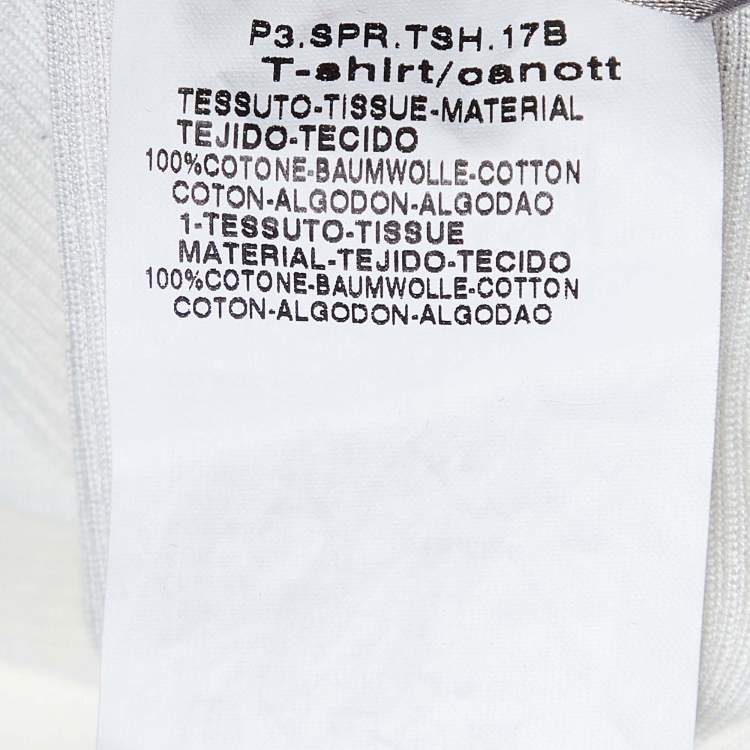 P3.SPR.TSH.17B
T-shirt/canott
TESSUTO-TISSUE-MATERIAL
TEJIDO-TECIDO
100%COTONE-BAUMWOLLE-COTTON
COTON-ALGODON-ALGODAO
1-TESSUTO-TISSUE
MATERIAL-TEJIDO-TECIDO
100%COTONE-BAUMWOLLE-COTTON
COTON-ALGODON-ALGODAO